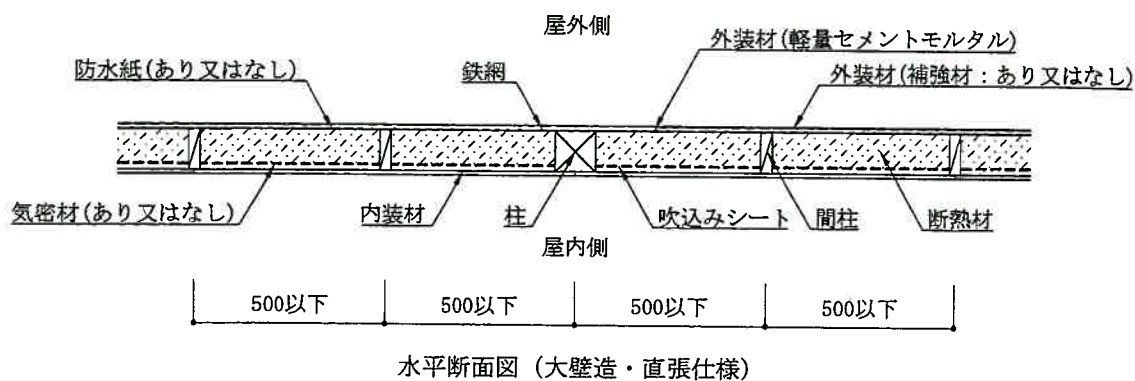 屋外側
外装材(軽量セメントモルタル)
防水紙(あり又はなし)
鉄網
外装材(補強材：あり又はなし)
気密材(あり又はなし)
内装材
柱
吹込みシート
間柱
断熱材
屋内側
500以下 500以下 500以下 500以下
水平断面図（大壁造・直張仕様）